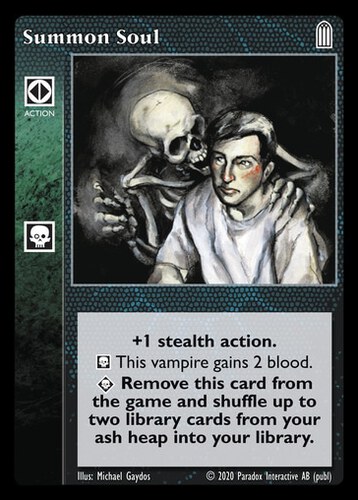 Summon Soul
ACTION
+1 stealth action.
This vampire gains 2 blood.
Remove this card from
the game and shuffle up to
two library cards from your
ash heap into your library.
Illus: Michael Gaydos © 2020 Paradox Interactive AB (publ)